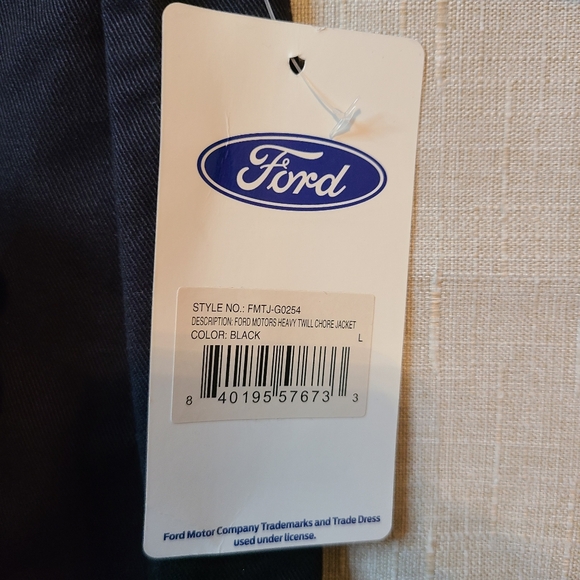 Ford
STYLE NO.: FMTJ-G0254
DESCRIPTION: FORD MOTORS HEAVY TWILL CHORE JACKET
COLOR: BLACK L
8 40195 57673 3
Ford Motor Company Trademarks and Trade Dress
used under license.